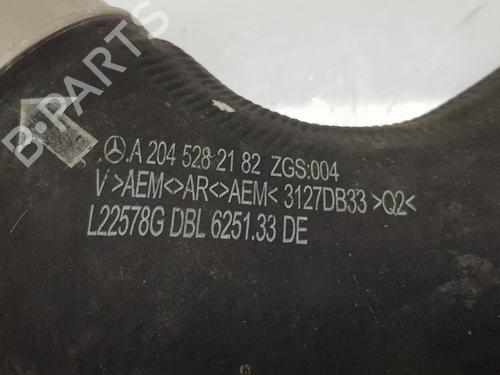 B-PARTS
A 204 528 21 82 ZGS:004
V >AEM<>AR<>AEM< 3127DB33 >Q2<
L22578G DBL 6251.33 DE